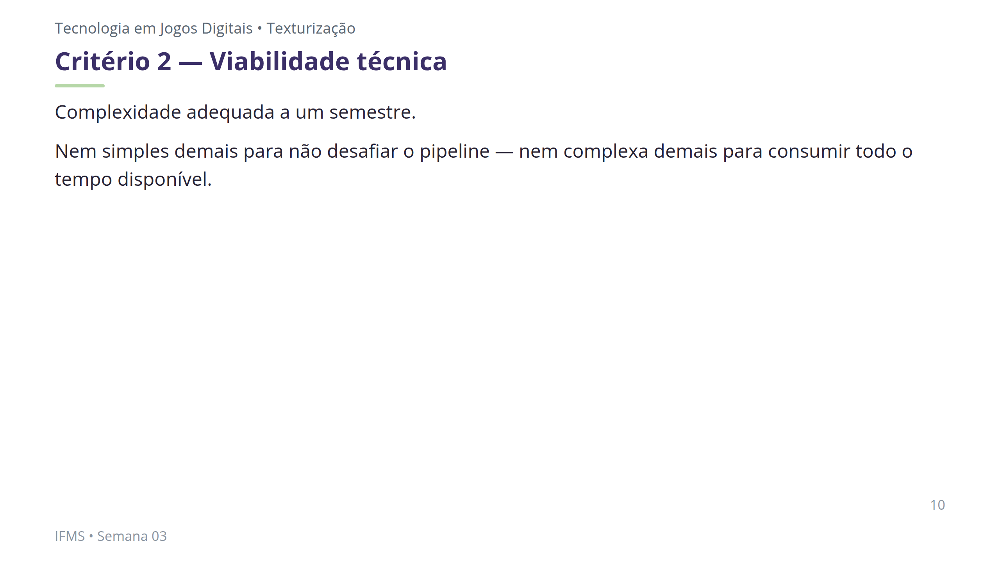 Tecnologia em Jogos Digitais • Texturização
Critério 2 — Viabilidade técnica
Complexidade adequada a um semestre.
Nem simples demais para não desafiar o pipeline — nem complexa demais para consumir todo o
tempo disponível.
10
IFMS • Semana 03